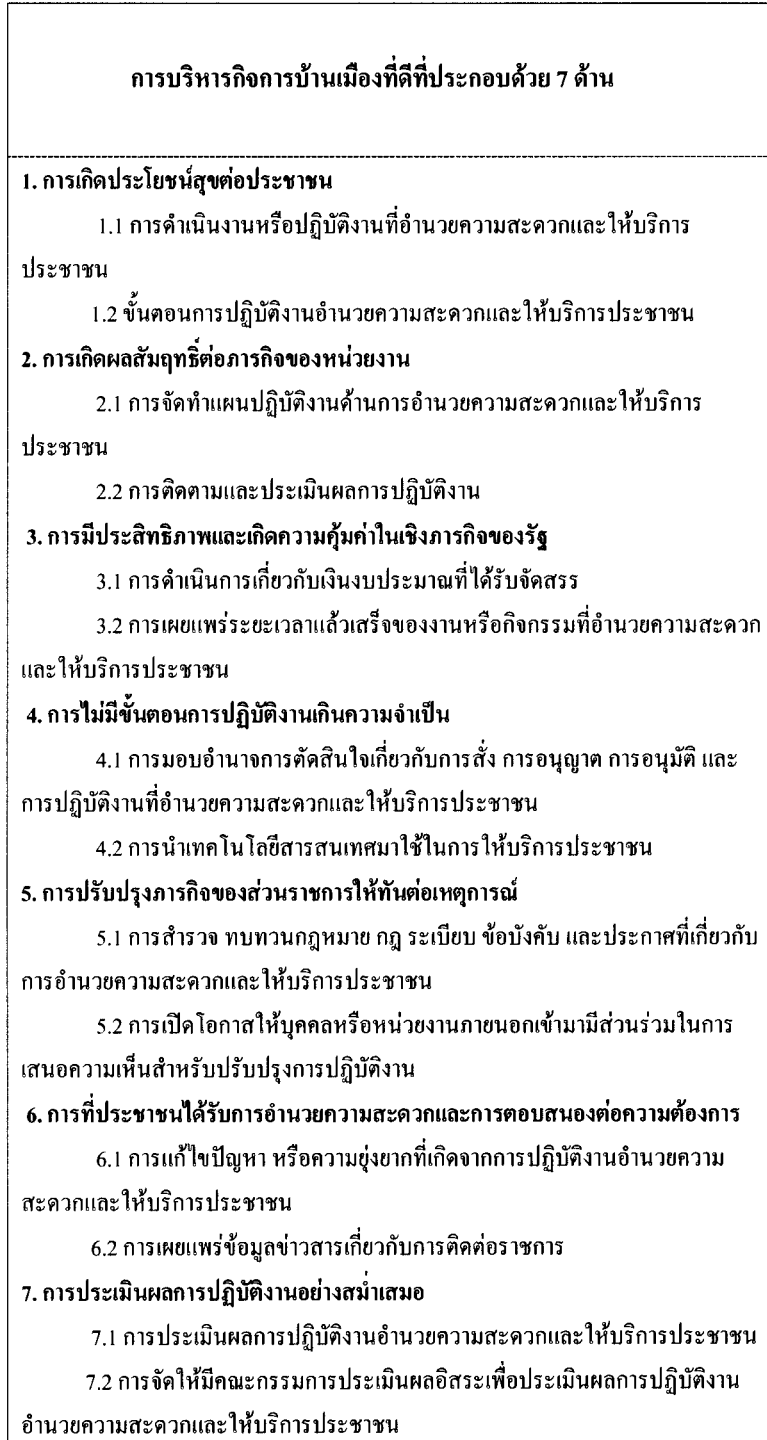 การบริหารกิจการบ้านเมืองที่ดีที่ประกอบด้วย 7 ด้าน
1. การเกิดประโยชน์สุขต่อประชาชน
1.1 การดำเนินงานหรือปฏิบัติงานที่อำนวยความสะดวกและให้บริการ
ประชาชน
1.2 ขั้นตอนการปฏิบัติงานอำนวยความสะดวกและให้บริการประชาชน
2. การเกิดผลสัมฤทธิ์ต่อภารกิจของหน่วยงาน
2.1 การจัดทำแผนปฏิบัติงานด้านการอำนวยความสะดวกและให้บริการ
ประชาชน
2.2 การติดตามและประเมินผลการปฏิบัติงาน
3. การมีประสิทธิภาพและเกิดความคุ้มค่าในเชิงภารกิจของรัฐ
3.1 การดำเนินการเกี่ยวกับเงินงบประมาณที่ได้รับจัดสรร
3.2 การเผยแพร่ระยะเวลาแล้วเสร็จของงานหรือกิจกรรมที่อำนวยความสะดวก
และให้บริการประชาชน
4. การไม่มีขั้นตอนการปฏิบัติงานเกินความจำเป็น
4.1 การมอบอำนาจการตัดสินใจเกี่ยวกับการสั่ง การอนุญาต การอนุมัติ และ
การปฏิบัติงานที่อำนวยความสะดวกและให้บริการประชาชน
4.2 การนำเทคโนโลยีสารสนเทศมาใช้ในการให้บริการประชาชน
5. การปรับปรุงภารกิจของส่วนราชการให้ทันต่อเหตุการณ์
5.1 การสำรวจ ทบทวนกฎหมาย กฎ ระเบียบ ข้อบังคับ และประกาศที่เกี่ยวกับ
การอำนวยความสะดวกและให้บริการประชาชน
5.2 การเปิดโอกาสให้บุคคลหรือหน่วยงานภายนอกเข้ามามีส่วนร่วมในการ
เสนอความเห็นสำหรับปรับปรุงการปฏิบัติงาน
6. การที่ประชาชนได้รับการอำนวยความสะดวกและการตอบสนองต่อความต้องการ
6.1 การแก้ไขปัญหา หรือความยุ่งยากที่เกิดจากการปฏิบัติงานอำนวยความ
สะดวกและให้บริการประชาชน
6.2 การเผยแพร่ข้อมูลข่าวสารเกี่ยวกับการติดต่อราชการ
7. การประเมินผลการปฏิบัติงานอย่างสม่ำเสมอ
7.1 การประเมินผลการปฏิบัติงานอำนวยความสะดวกและให้บริการประชาชน
7.2 การจัดให้มีคณะกรรมการประเมินผลอิสระเพื่อประเมินผลการปฏิบัติงาน
อำนวยความสะดวกและให้บริการประชาชน